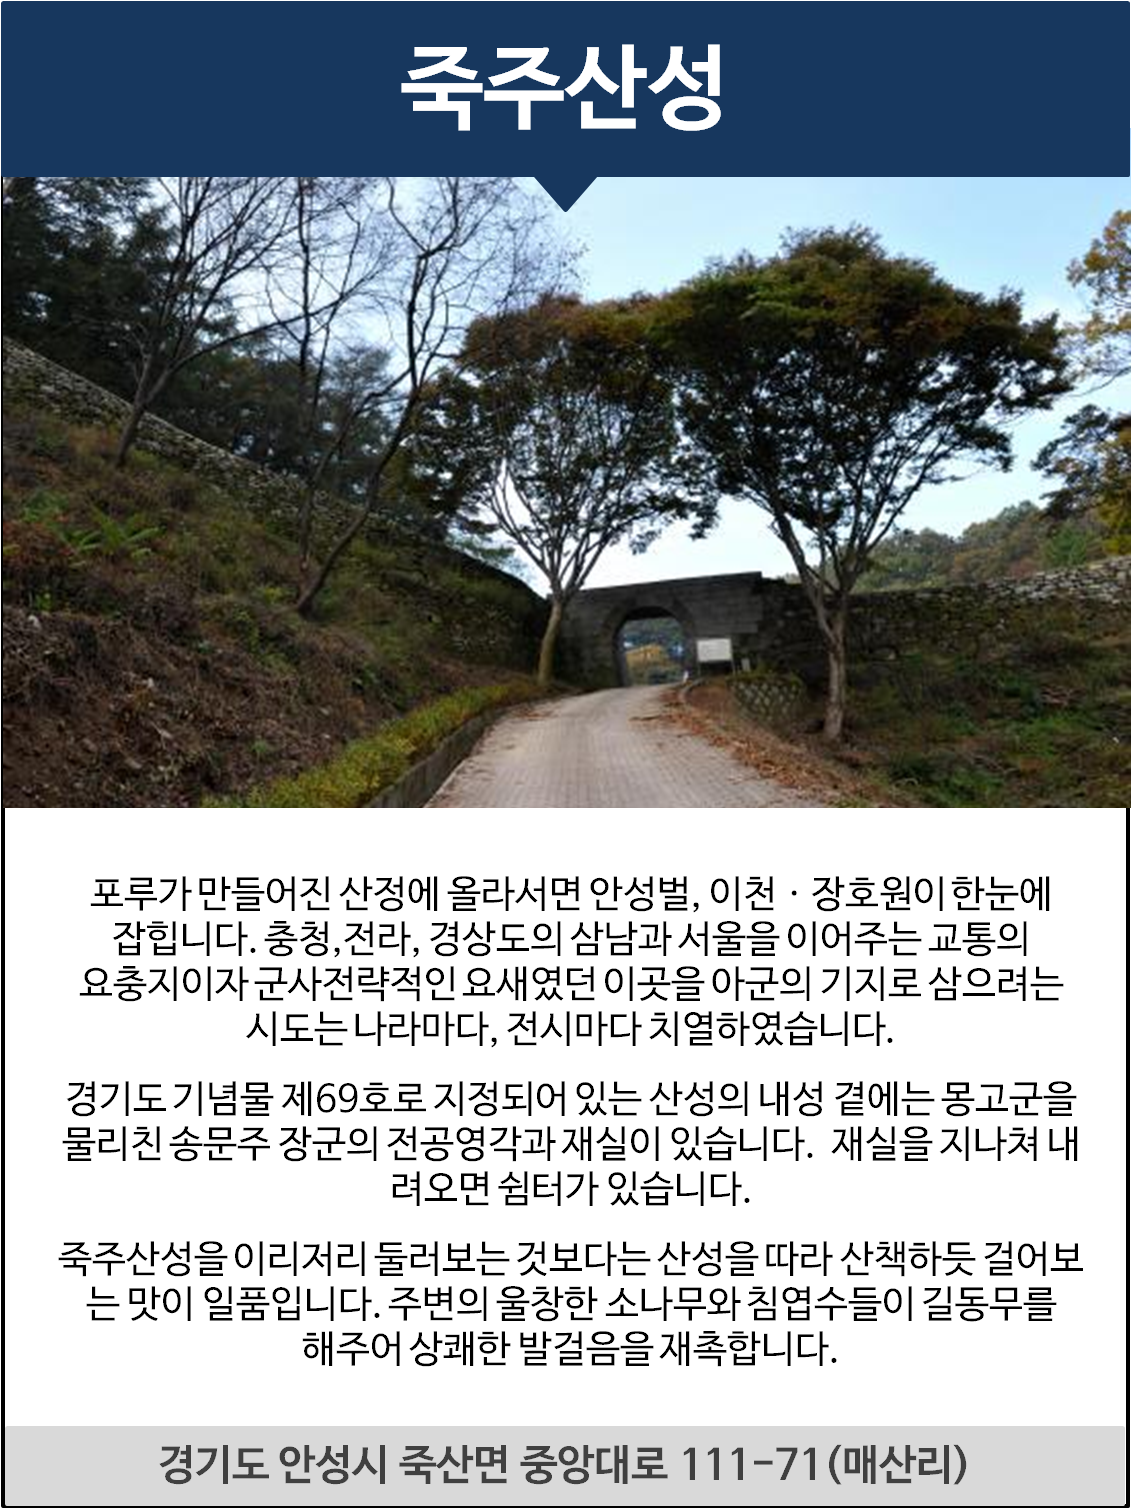 죽주산성
포루가 만들어진 산정에 올라서면 안성벌, 이천 · 장호원이 한눈에
잡힙니다. 충청,전라, 경상도의 삼남과 서울을 이어주는 교통의
요충지이자 군사전략적인 요새였던 이곳을 아군의 기지로 삼으려는
시도는 나라마다, 전시마다 치열하였습니다.
경기도 기념물 제69호로 지정되어 있는 산성의 내성 곁에는 몽고군을
물리친 송문주 장군의 전공영각과 재실이 있습니다. 재실을 지나쳐 내
려오면 쉼터가 있습니다.
죽주산성을 이리저리 둘러보는 것보다는 산성을 따라 산책하듯 걸어보
는 맛이 일품입니다. 주변의 울창한 소나무와 침엽수들이 길동무를
해주어 상쾌한 발걸음을 재촉합니다.
경기도 안성시 죽산면 중앙대로 111-71(매산리)